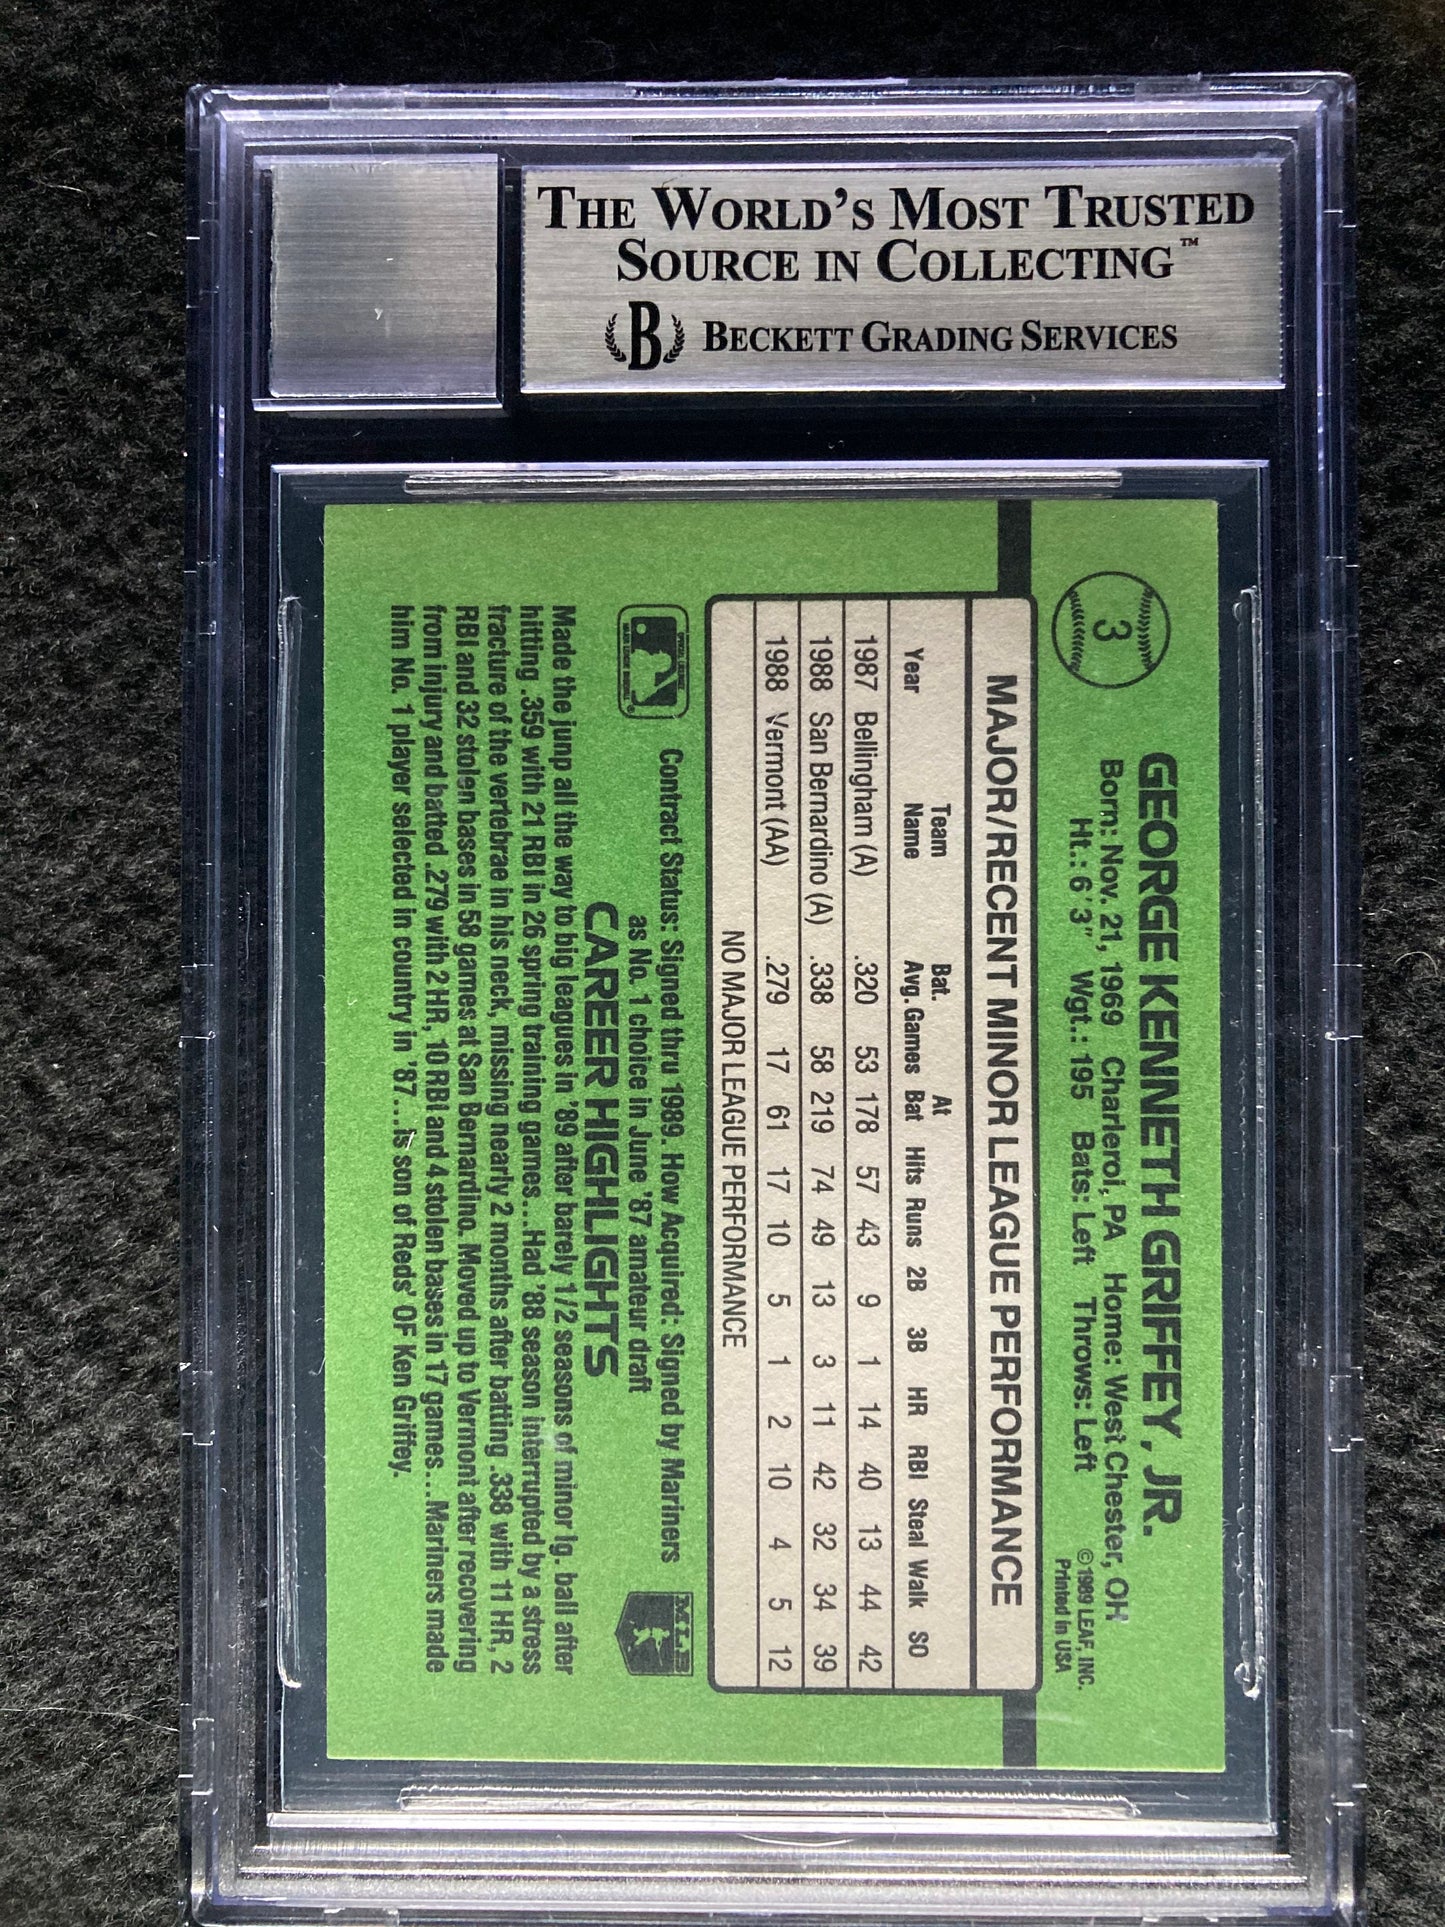 THE WORLD'S MOST TRUSTED
SOURCE IN COLLECTING™
B BECKETT GRADING SERVICES
3
GEORGE KENNETH GRIFFEY, JR.
Born: Nov. 21, 1969 Charleroi, PA Home: West Chester, OH
Ht.: 6'3" Wgt.: 195 Bats: Left Throws: Left
© 1989 LEAF, INC.
Printed in USA
MAJOR/RECENT MINOR LEAGUE PERFORMANCE
Year Team Name Bat. Avg. Games At Bat Hits Runs 2B 3B HR RBI Steal Walk SO
1987 Bellingham (A) .320 53 178 57 43 9 1 14 40 13 44 42
1988 San Bernardino (A) .338 58 219 74 49 13 3 11 42 32 34 39
1988 Vermont (AA) .279 17 61 17 10 5 1 2 10 4 5 12
NO MAJOR LEAGUE PERFORMANCE
Contract Status: Signed thru 1989. How Acquired: Signed by Mariners
as No. 1 choice in June '87 amateur draft
MLB
CAREER HIGHLIGHTS
Made the jump all the way to big leagues in '89 after barely 1/2 seasons of minor lg. ball after
hitting .359 with 21 RBI in 26 spring training games...Had '88 season interrupted by a stress
fracture of the vertebrae in his neck, missing nearly 2 months after batting .338 with 11 HR, 2
RBI and 32 stolen bases in 58 games at San Bernardino. Moved up to Vermont after recovering
from injury and batted .279 with 2 HR, 10 RBI and 4 stolen bases in 17 games...Mariners made
him No. 1 player selected in country in '87...is son of Reds' OF Ken Griffey.